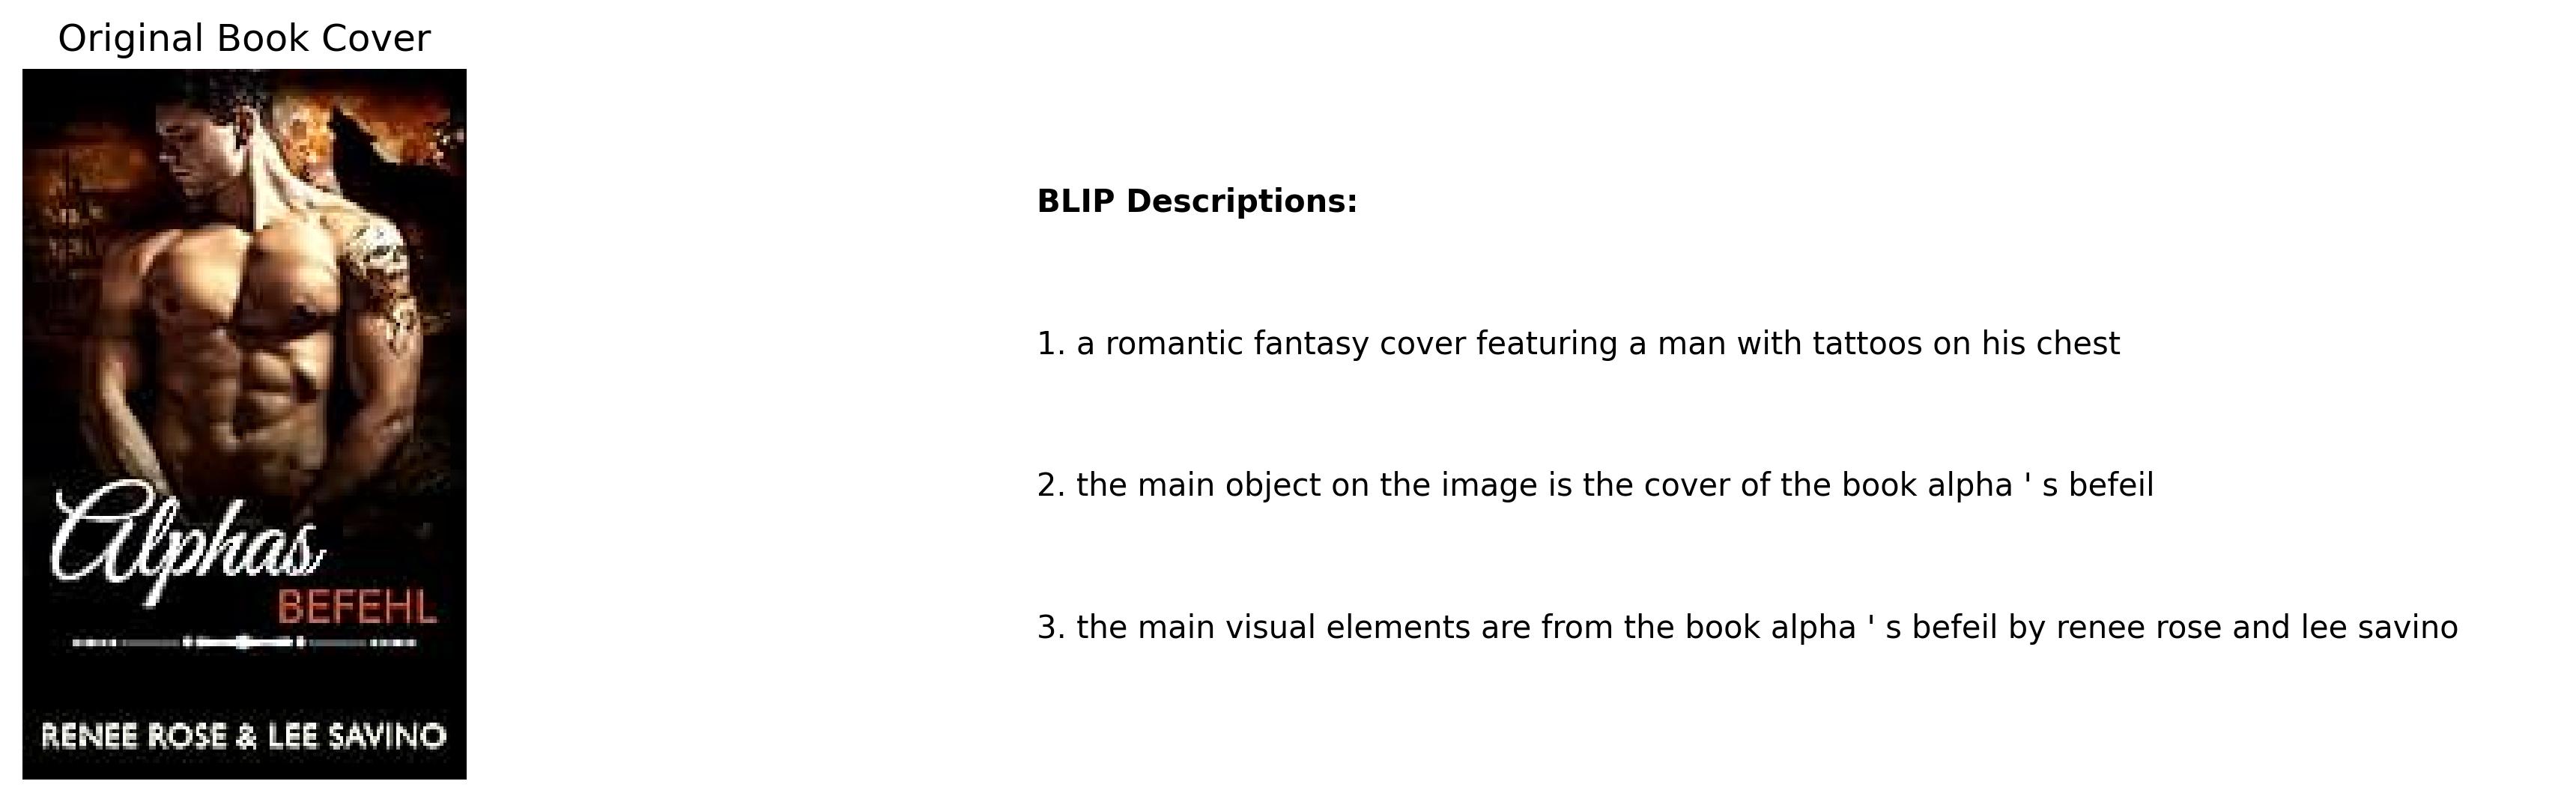 Original Book Cover
Alphas
BEFEHL
RENEE ROSE & LEE SAVINO
BLIP Descriptions:
1. a romantic fantasy cover featuring a man with tattoos on his chest
2. the main object on the image is the cover of the book alpha ' s befeil
3. the main visual elements are from the book alpha ' s befeil by renee rose and lee savino